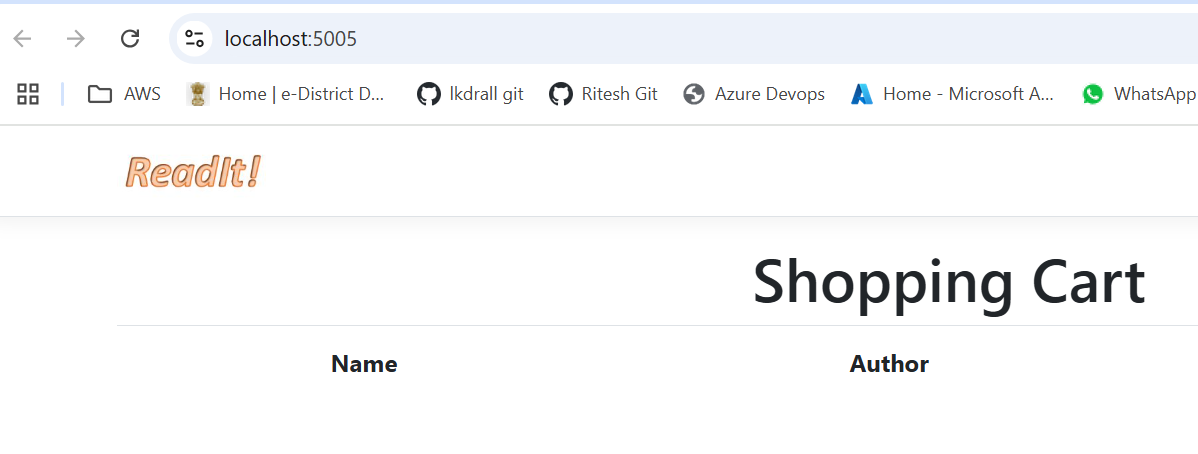 localhost:5005
AWS Home | e-District D... lkdrall git Ritesh Git Azure Devops Home - Microsoft A... WhatsApp
ReadIt!
Shopping Cart
Name Author